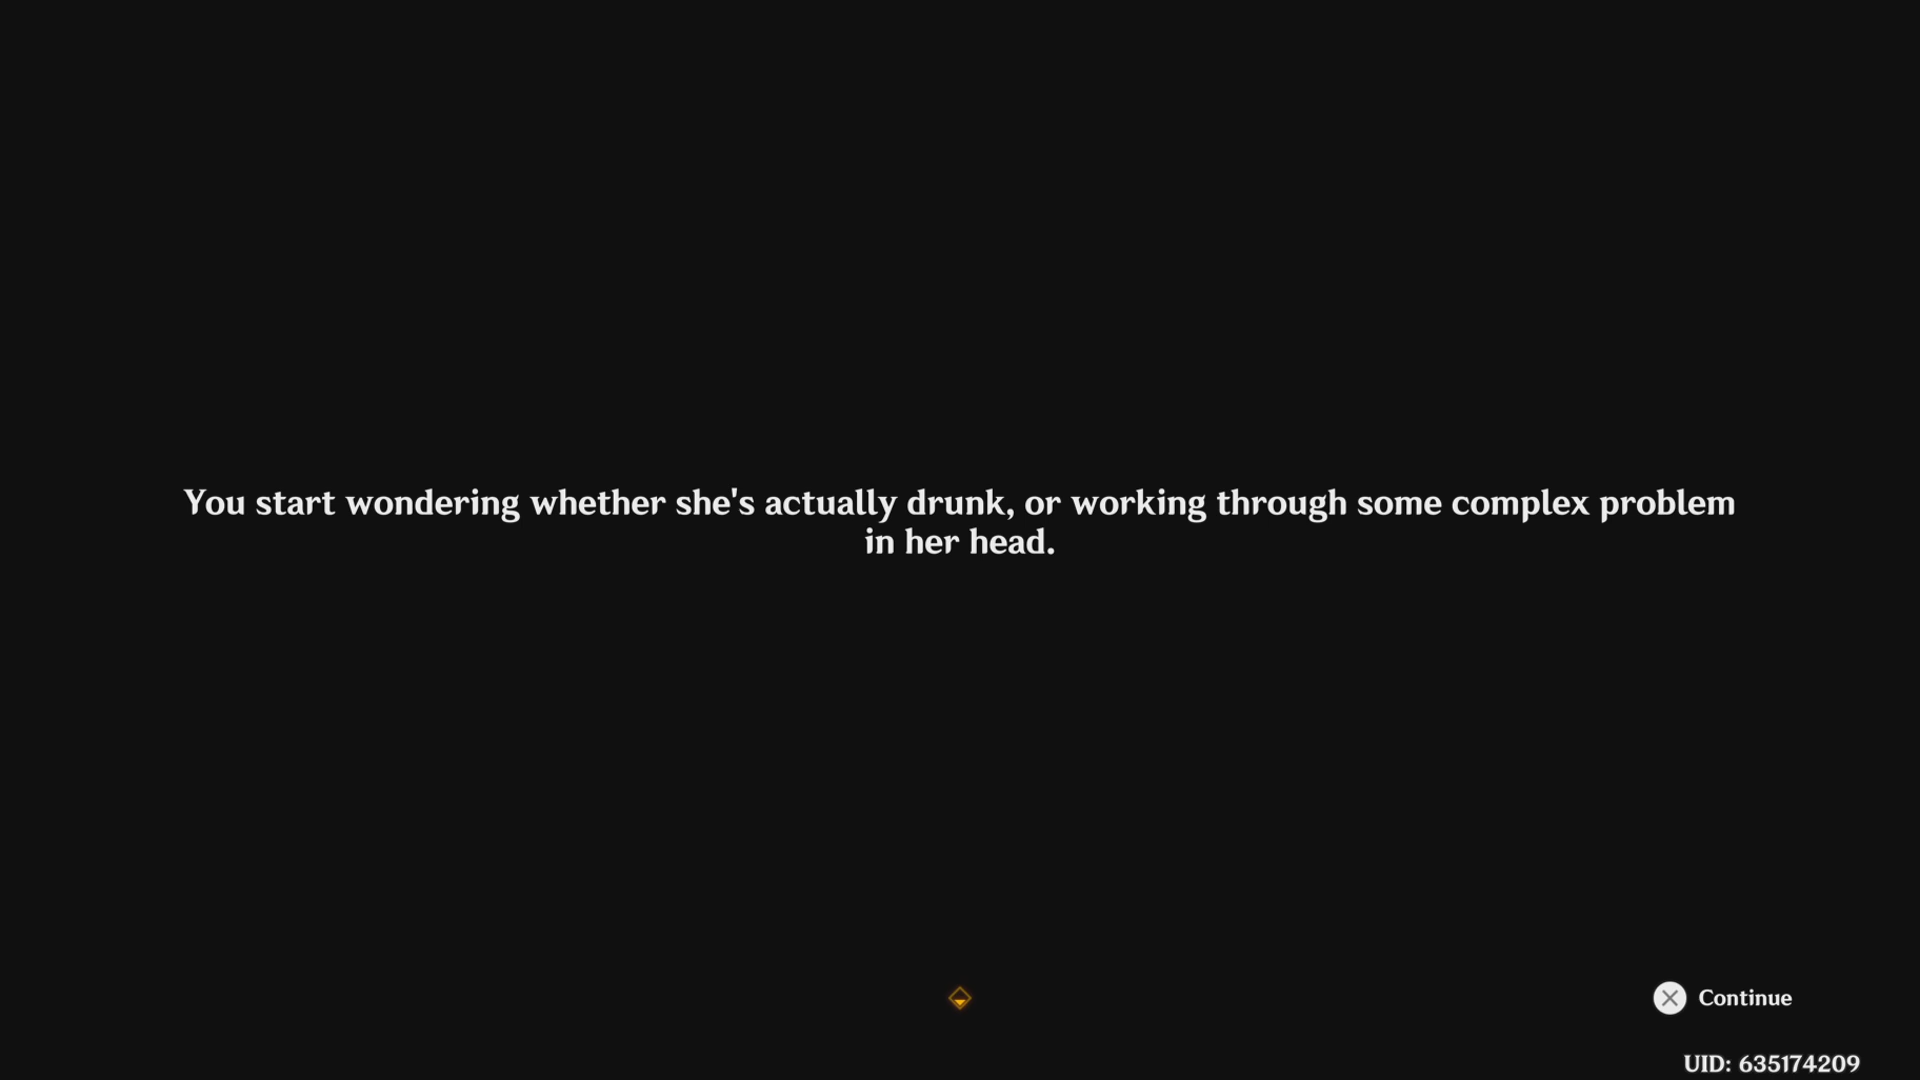 You start wondering whether she's actually drunk, or working through some complex problem
in her head.
Continue
UID: 635174209